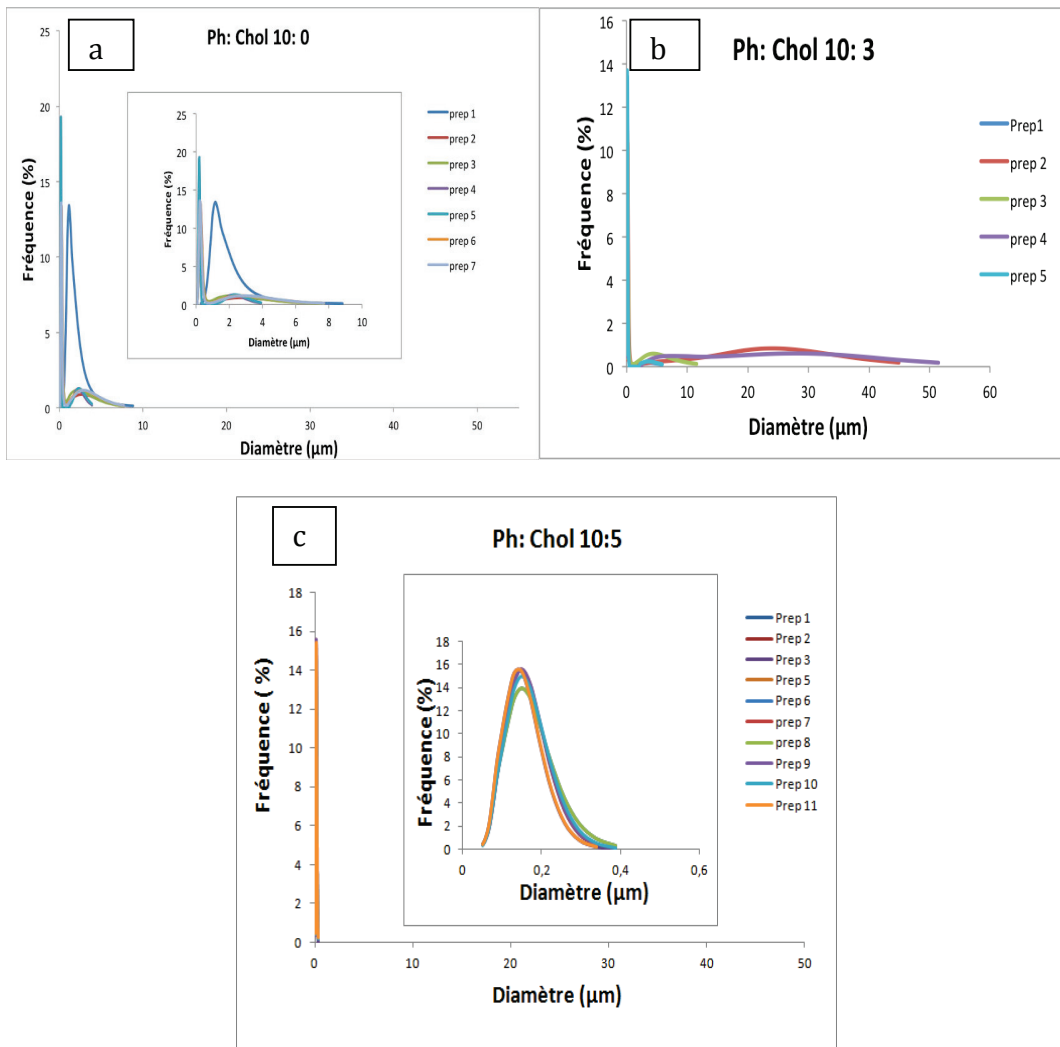 a
Ph: Chol 10: 0
25
20
15
10
5
0
Fréquence (%)
0 10 20 30 40 50
Diamètre (µm)
25
20
15
10
5
0
Fréquence (%)
0 2 4 6 8 10
Diamètre (µm)
prep 1
prep 2
prep 3
prep 4
prep 5
prep 6
prep 7
b
Ph: Chol 10: 3
16
14
12
10
8
6
4
2
0
Fréquence (%)
0 10 20 30 40 50 60
Diamètre (µm)
Prep1
prep 2
prep 3
prep 4
prep 5
c
Ph: Chol 10:5
18
16
14
12
10
8
6
4
2
0
Fréquence ( %)
0 10 20 30 40 50
Diamètre (µm)
18
16
14
12
10
8
6
4
2
0
Fréquence (%)
0 0,2 0,4 0,6
Diamètre (µm)
Prep 1
Prep 2
Prep 3
Prep 5
Prep 6
prep 7
prep 8
Prep 9
Prep 10
Prep 11